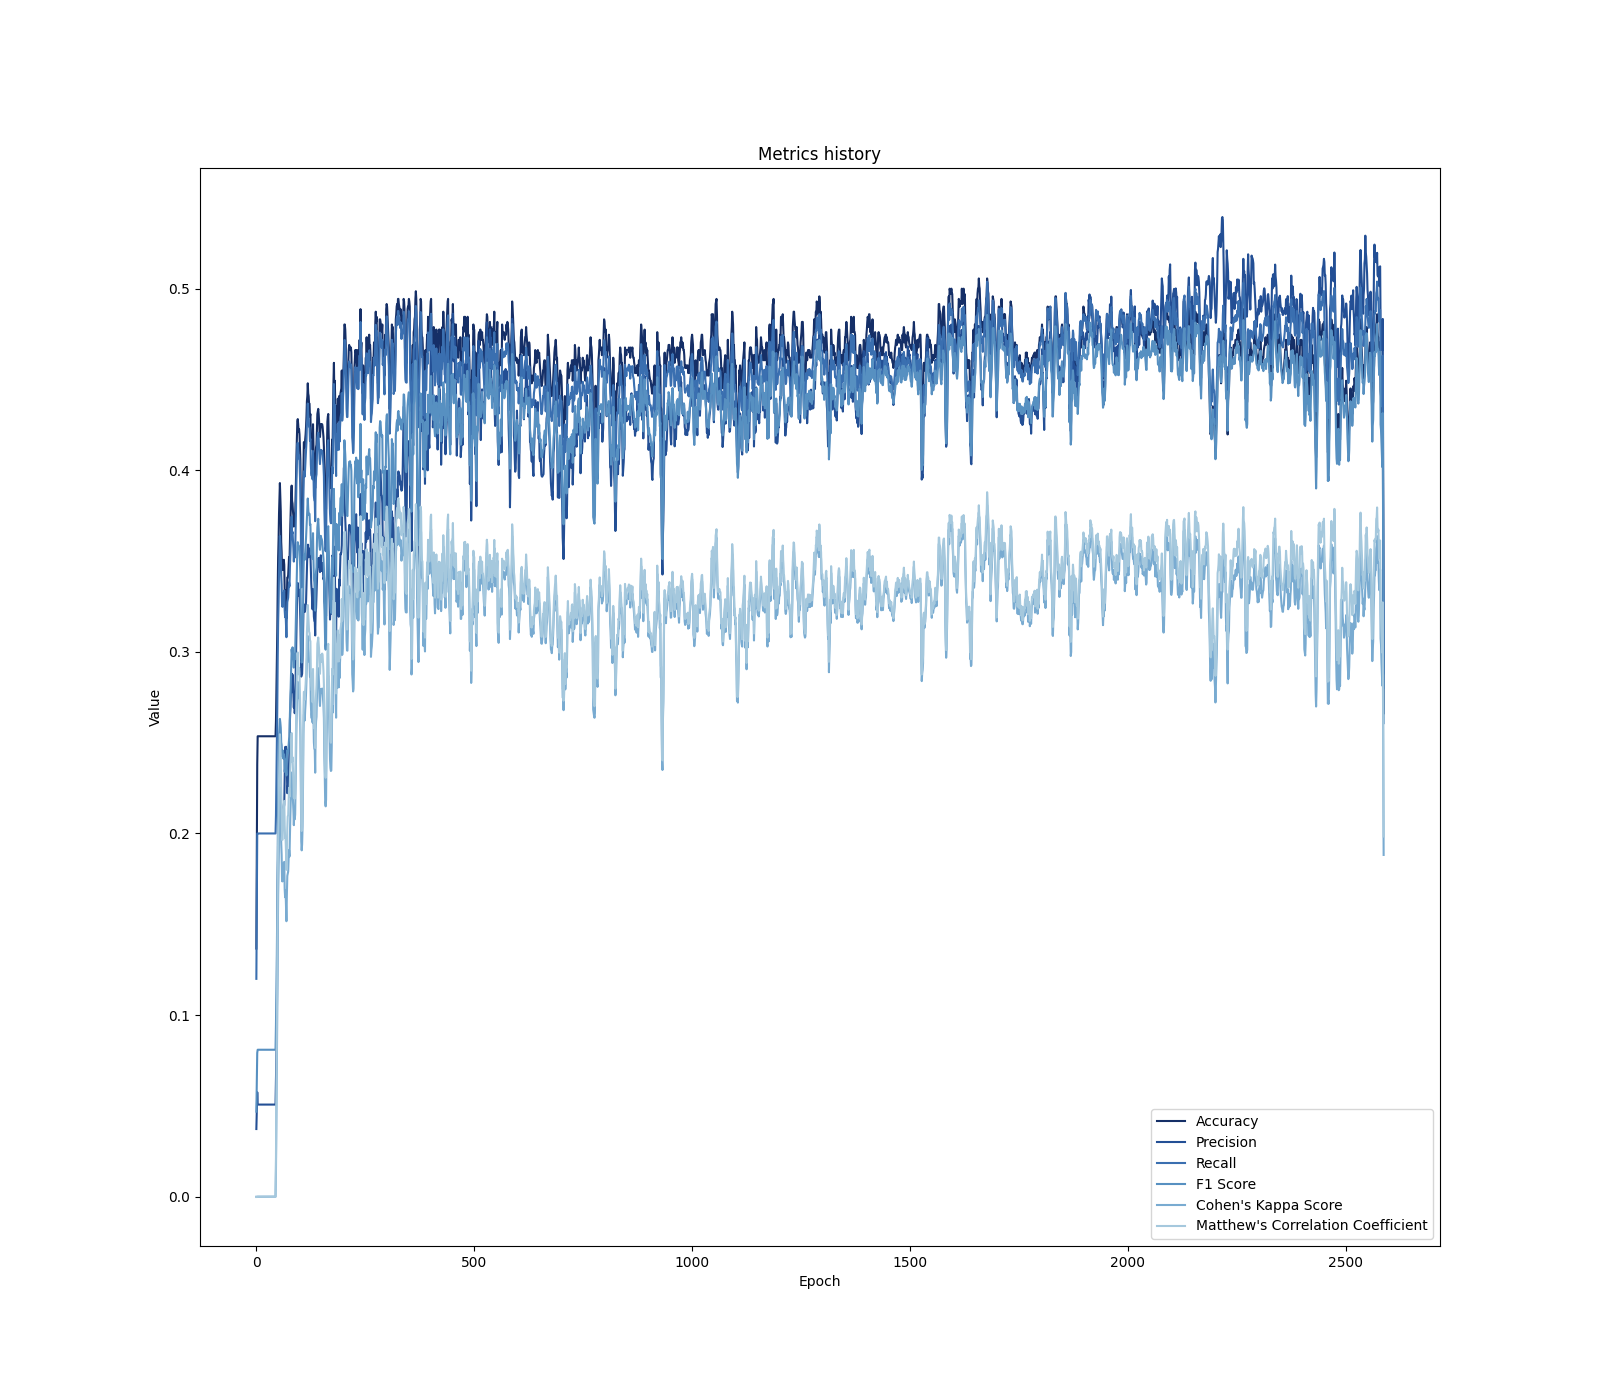 Metrics history
0.5
0.4
0.3
0.2
0.1
0.0
Value
0
500
1000
1500
2000
2500
Epoch
Accuracy
Precision
Recall
F1 Score
Cohen's Kappa Score
Matthew's Correlation Coefficient